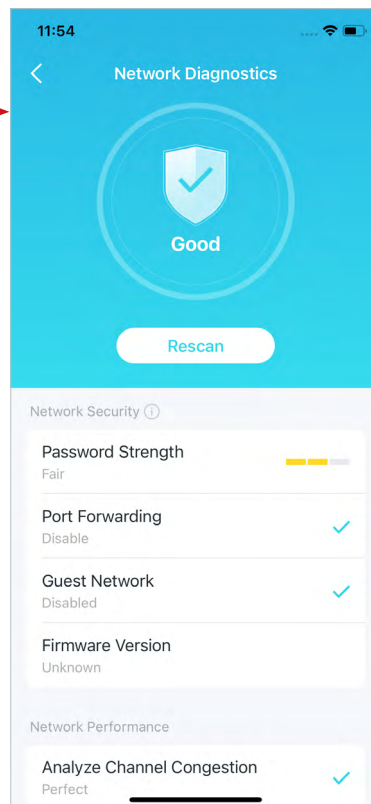 11:54
Network Diagnostics
Good
Rescan
Network Security
Password Strength
Fair
Port Forwarding
Disable
Guest Network
Disabled
Firmware Version
Unknown
Network Performance
Analyze Channel Congestion
Perfect